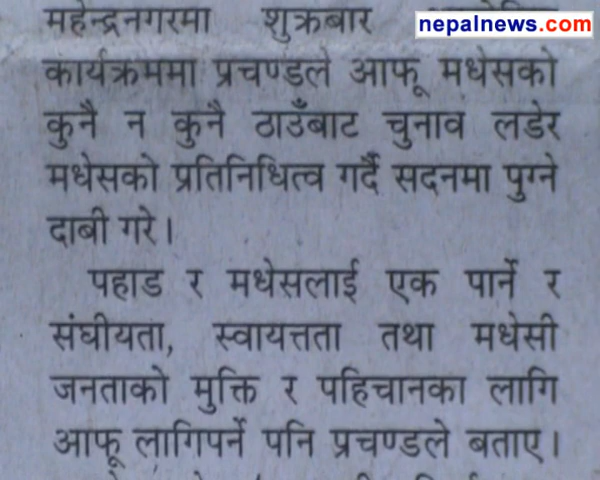 nepalnews.com
महेन्द्रनगरमा शुक्रबार
कार्यक्रममा प्रचण्डले आफू मधेसको
कुनै न कुनै ठाउँबाट चुनाव लडेर
मधेसको प्रतिनिधित्व गर्दै सदनमा पुग्ने
दाबी गरे।
पहाड र मधेसलाई एक पार्ने र
संघीयता, स्वायत्तता तथा मधेसी
जनताको मुक्ति र पहिचानका लागि
आफू लागिपर्ने पनि प्रचण्डले बताए।